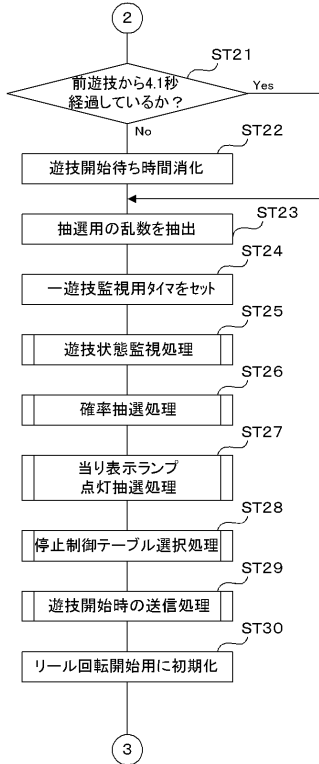 2
ST21
前遊技から4.1秒
経過しているか？
Yes
No
ST22
遊技開始待ち時間消化
ST23
抽選用の乱数を抽出
ST24
一遊技監視用タイマをセット
ST25
遊技状態監視処理
ST26
確率抽選処理
ST27
当り表示ランプ
点灯抽選処理
ST28
停止制御テーブル選択処理
ST29
遊技開始時の送信処理
ST30
リール回転開始用に初期化
3